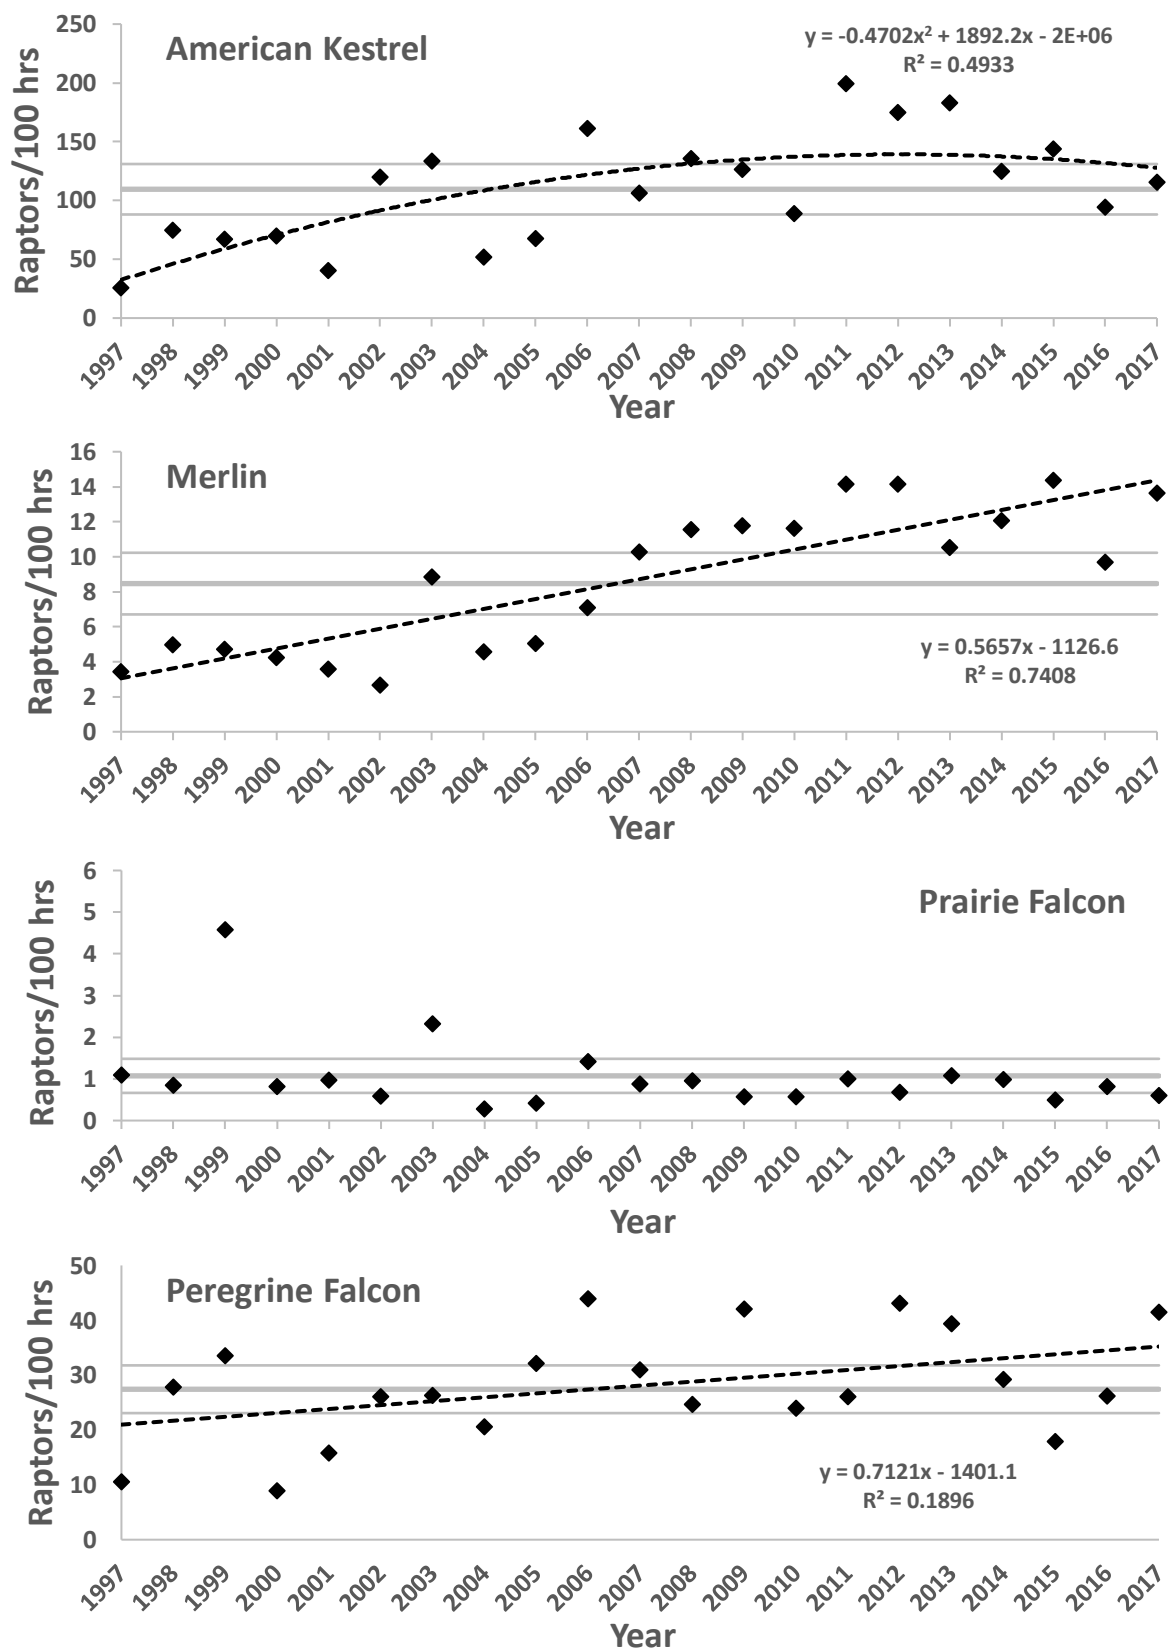 American Kestrel
y = -0.4702x² + 1892.2x - 2E+06
R² = 0.4933
Raptors/100 hrs
250
200
150
100
50
0
1997 1998 1999 2000 2001 2002 2003 2004 2005 2006 2007 2008 2009 2010 2011 2012 2013 2014 2015 2016 2017
Year
Merlin
Raptors/100 hrs
16
14
12
10
8
6
4
2
0
y = 0.5657x - 1126.6
R² = 0.7408
1997 1998 1999 2000 2001 2002 2003 2004 2005 2006 2007 2008 2009 2010 2011 2012 2013 2014 2015 2016 2017
Year
Prairie Falcon
Raptors/100 hrs
6
5
4
3
2
1
0
1997 1998 1999 2000 2001 2002 2003 2004 2005 2006 2007 2008 2009 2010 2011 2012 2013 2014 2015 2016 2017
Year
Peregrine Falcon
Raptors/100 hrs
50
40
30
20
10
0
y = 0.7121x - 1401.1
R² = 0.1896
1997 1998 1999 2000 2001 2002 2003 2004 2005 2006 2007 2008 2009 2010 2011 2012 2013 2014 2015 2016 2017
Year